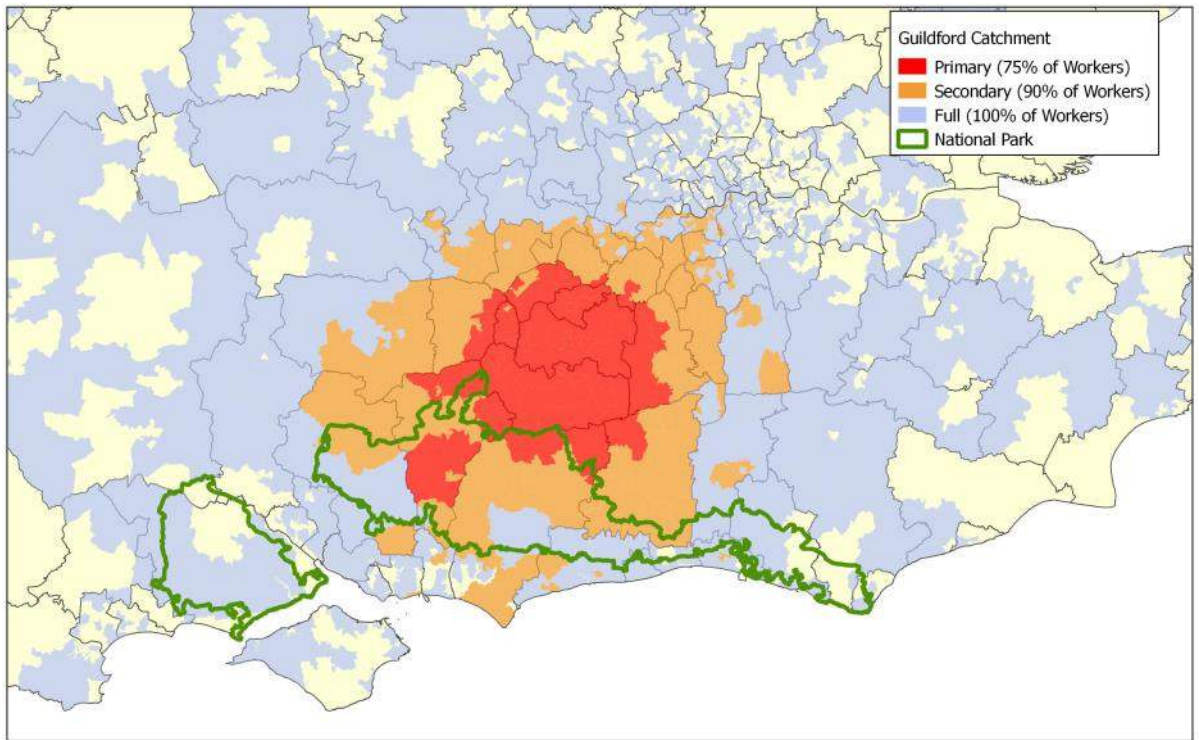 Guildford Catchment
Primary (75% of Workers)
Secondary (90% of Workers)
Full (100% of Workers)
National Park